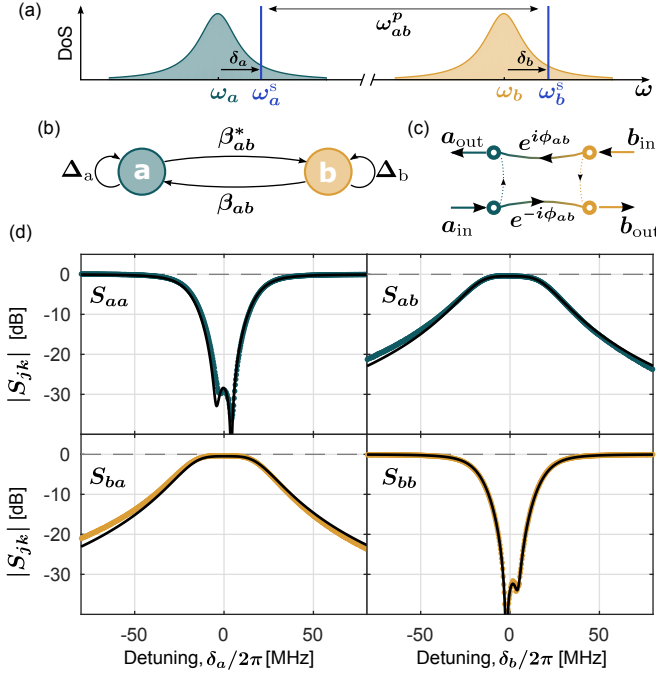 (a)
DoS
ω_ab^p
δ_a
δ_b
ω_a ω_a^s ω_b ω_b^s ω
(b) (c)
Δ_a a β_ab^* b Δ_b
β_ab
a_out e^{iϕ_ab} b_in
a_in e^{-iϕ_ab} b_out
(d)
|S_jk| [dB]
0
-10
-20
-30
S_aa
S_ab
|S_jk| [dB]
0
-10
-20
-30
S_ba
S_bb
-50 0 50 -50 0 50
Detuning, δ_a/2π [MHz] Detuning, δ_b/2π [MHz]